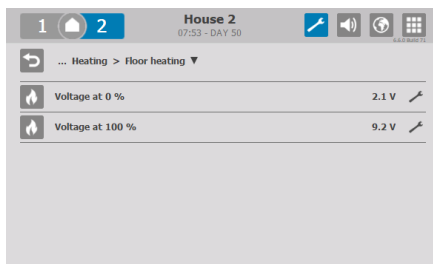 1 2
House 2
07:53 - DAY 50
... Heating > Floor heating ▼
Voltage at 0 % 2.1 V
Voltage at 100 % 9.2 V